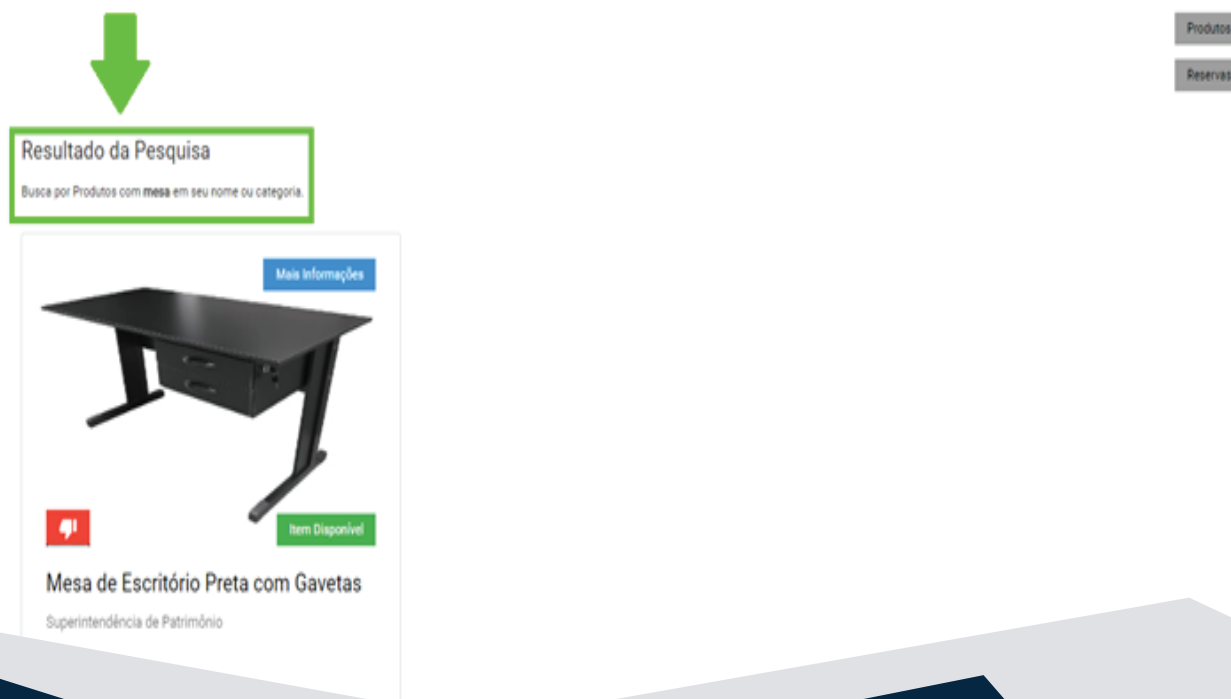 Produtos
Reservas
Resultado da Pesquisa
Busca por Produtos com mesa em seu nome ou categoria.
Mais Informações
Item Disponível
Mesa de Escritório Preta com Gavetas
Superintendência de Patrimônio